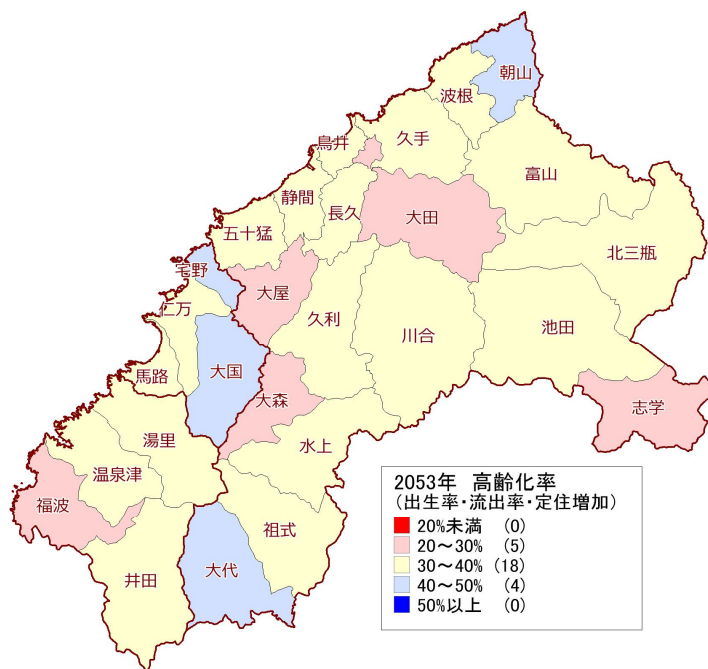 朝山
波根
久手
鳥井
富山
静間
長久
大田
五十猛
北三瓶
宅野
大屋
仁万
久利
川合
池田
馬路
大国
大森
志学
湯里
水上
温泉津
福波
祖式
井田
大代
2053年 高齢化率
(出生率・流出率・定住増加)
20%未満 (0)
20~30% (5)
30~40% (18)
40~50% (4)
50%以上 (0)